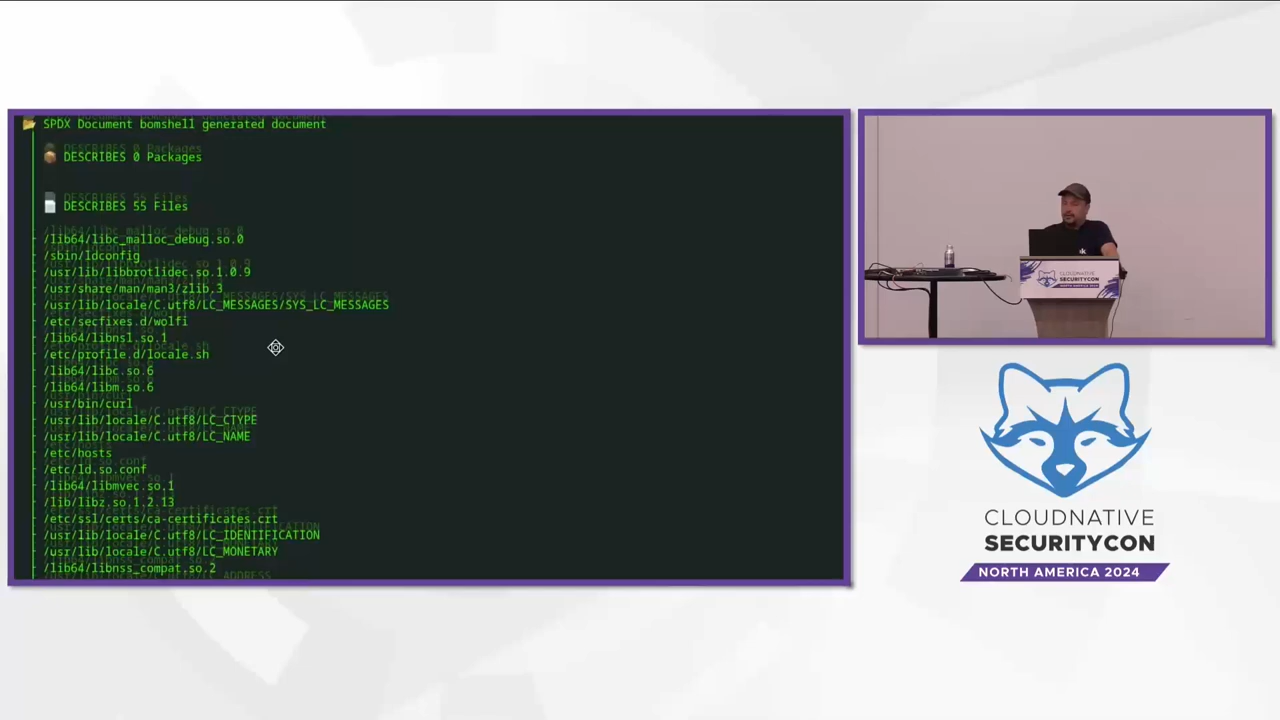 SPDX Document bomshell generated document
DESCRIBES 0 Packages
DESCRIBES 55 Files
/lib64/libc_malloc_debug.so.0
/sbin/ldconfig
/usr/lib/libbrotlidec.so.1.0.9
/usr/share/man/man3/zlib.3
/usr/lib/locale/C.utf8/LC_MESSAGES/SYS_LC_MESSAGES
/etc/secfixes.d/wolfi
/lib64/libnsl.so.1
/etc/profile.d/locale.sh
/lib64/libc.so.6
/lib64/libm.so.6
/usr/bin/curl
/usr/lib/locale/C.utf8/LC_CTYPE
/usr/lib/locale/C.utf8/LC_NAME
/etc/hosts
/etc/ld.so.conf
/lib64/libmvec.so.1
/lib/libz.so.1.2.13
/etc/ssl/certs/ca-certificates.crt
/usr/lib/locale/C.utf8/LC_IDENTIFICATION
/usr/lib/locale/C.utf8/LC_MONETARY
/lib64/libnss_compat.so.2
CLOUDNATIVE
SECURITYCON
NORTH AMERICA 2024
CLOUDNATIVE
SECURITYCON
NORTH AMERICA 2024